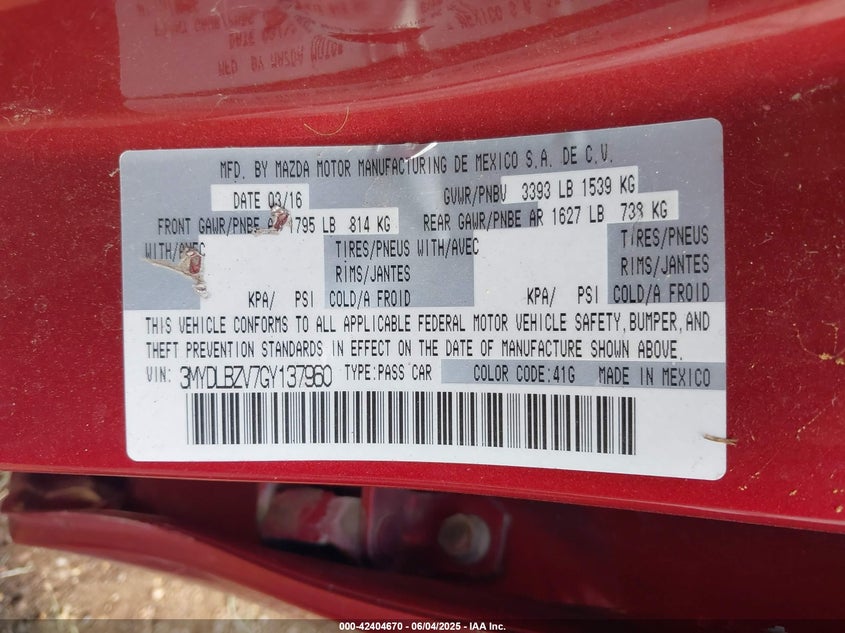 MFD. BY MAZDA MOTOR MANUFACTURING DE MEXICO S.A. DE C.V.
DATE 03/16 GVWR/PNBV 3393 LB 1539 KG
FRONT GAWR/PNBE 1795 LB 814 KG REAR GAWR/PNBE AR 1627 LB 738 KG
WITH/AVEC TIRES/PNEUS WITH/AVEC TIRES/PNEUS
RIMS/JANTES RIMS/JANTES
KPA/ PSI COLD/A FROID KPA/ PSI COLD/A FROID
THIS VEHICLE CONFORMS TO ALL APPLICABLE FEDERAL MOTOR VEHICLE SAFETY, BUMPER, AND
THEFT PREVENTION STANDARDS IN EFFECT ON THE DATE OF MANUFACTURE SHOWN ABOVE.
VIN: 3MYDLBZV7GY137960 TYPE:PASS CAR COLOR CODE:41G MADE IN MEXICO
000-42404670 - 06/04/2025 - IAA Inc.